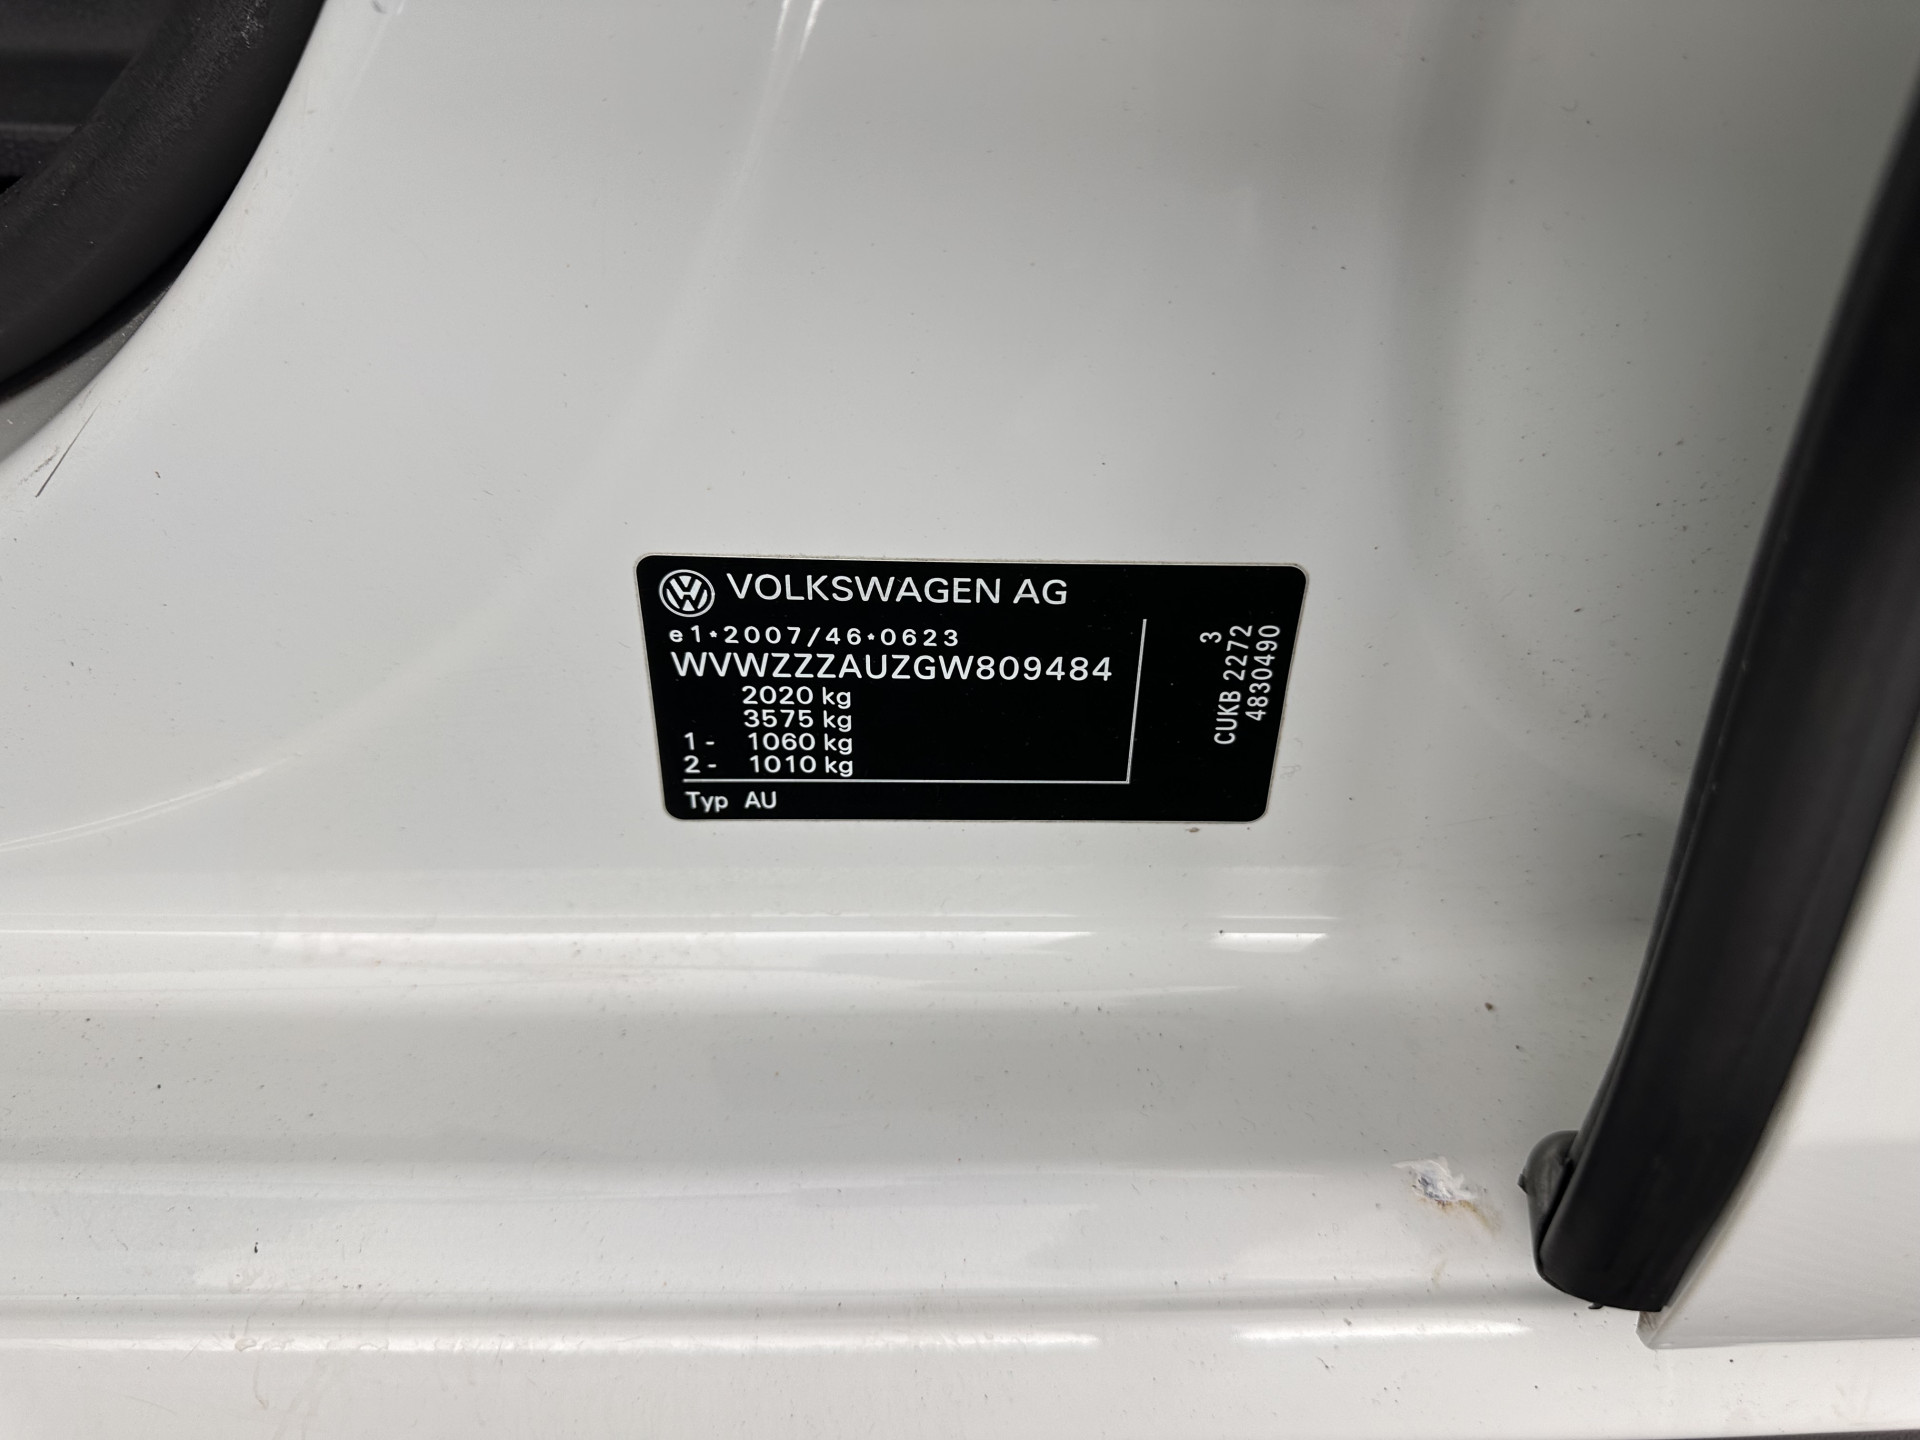 VOLKSWAGEN AG
e1*2007/46*0623
WVWZZZAUZGW809484
2020 kg
3575 kg
1- 1060 kg
2- 1010 kg
Typ AU
3
CUKB 2272
4830490